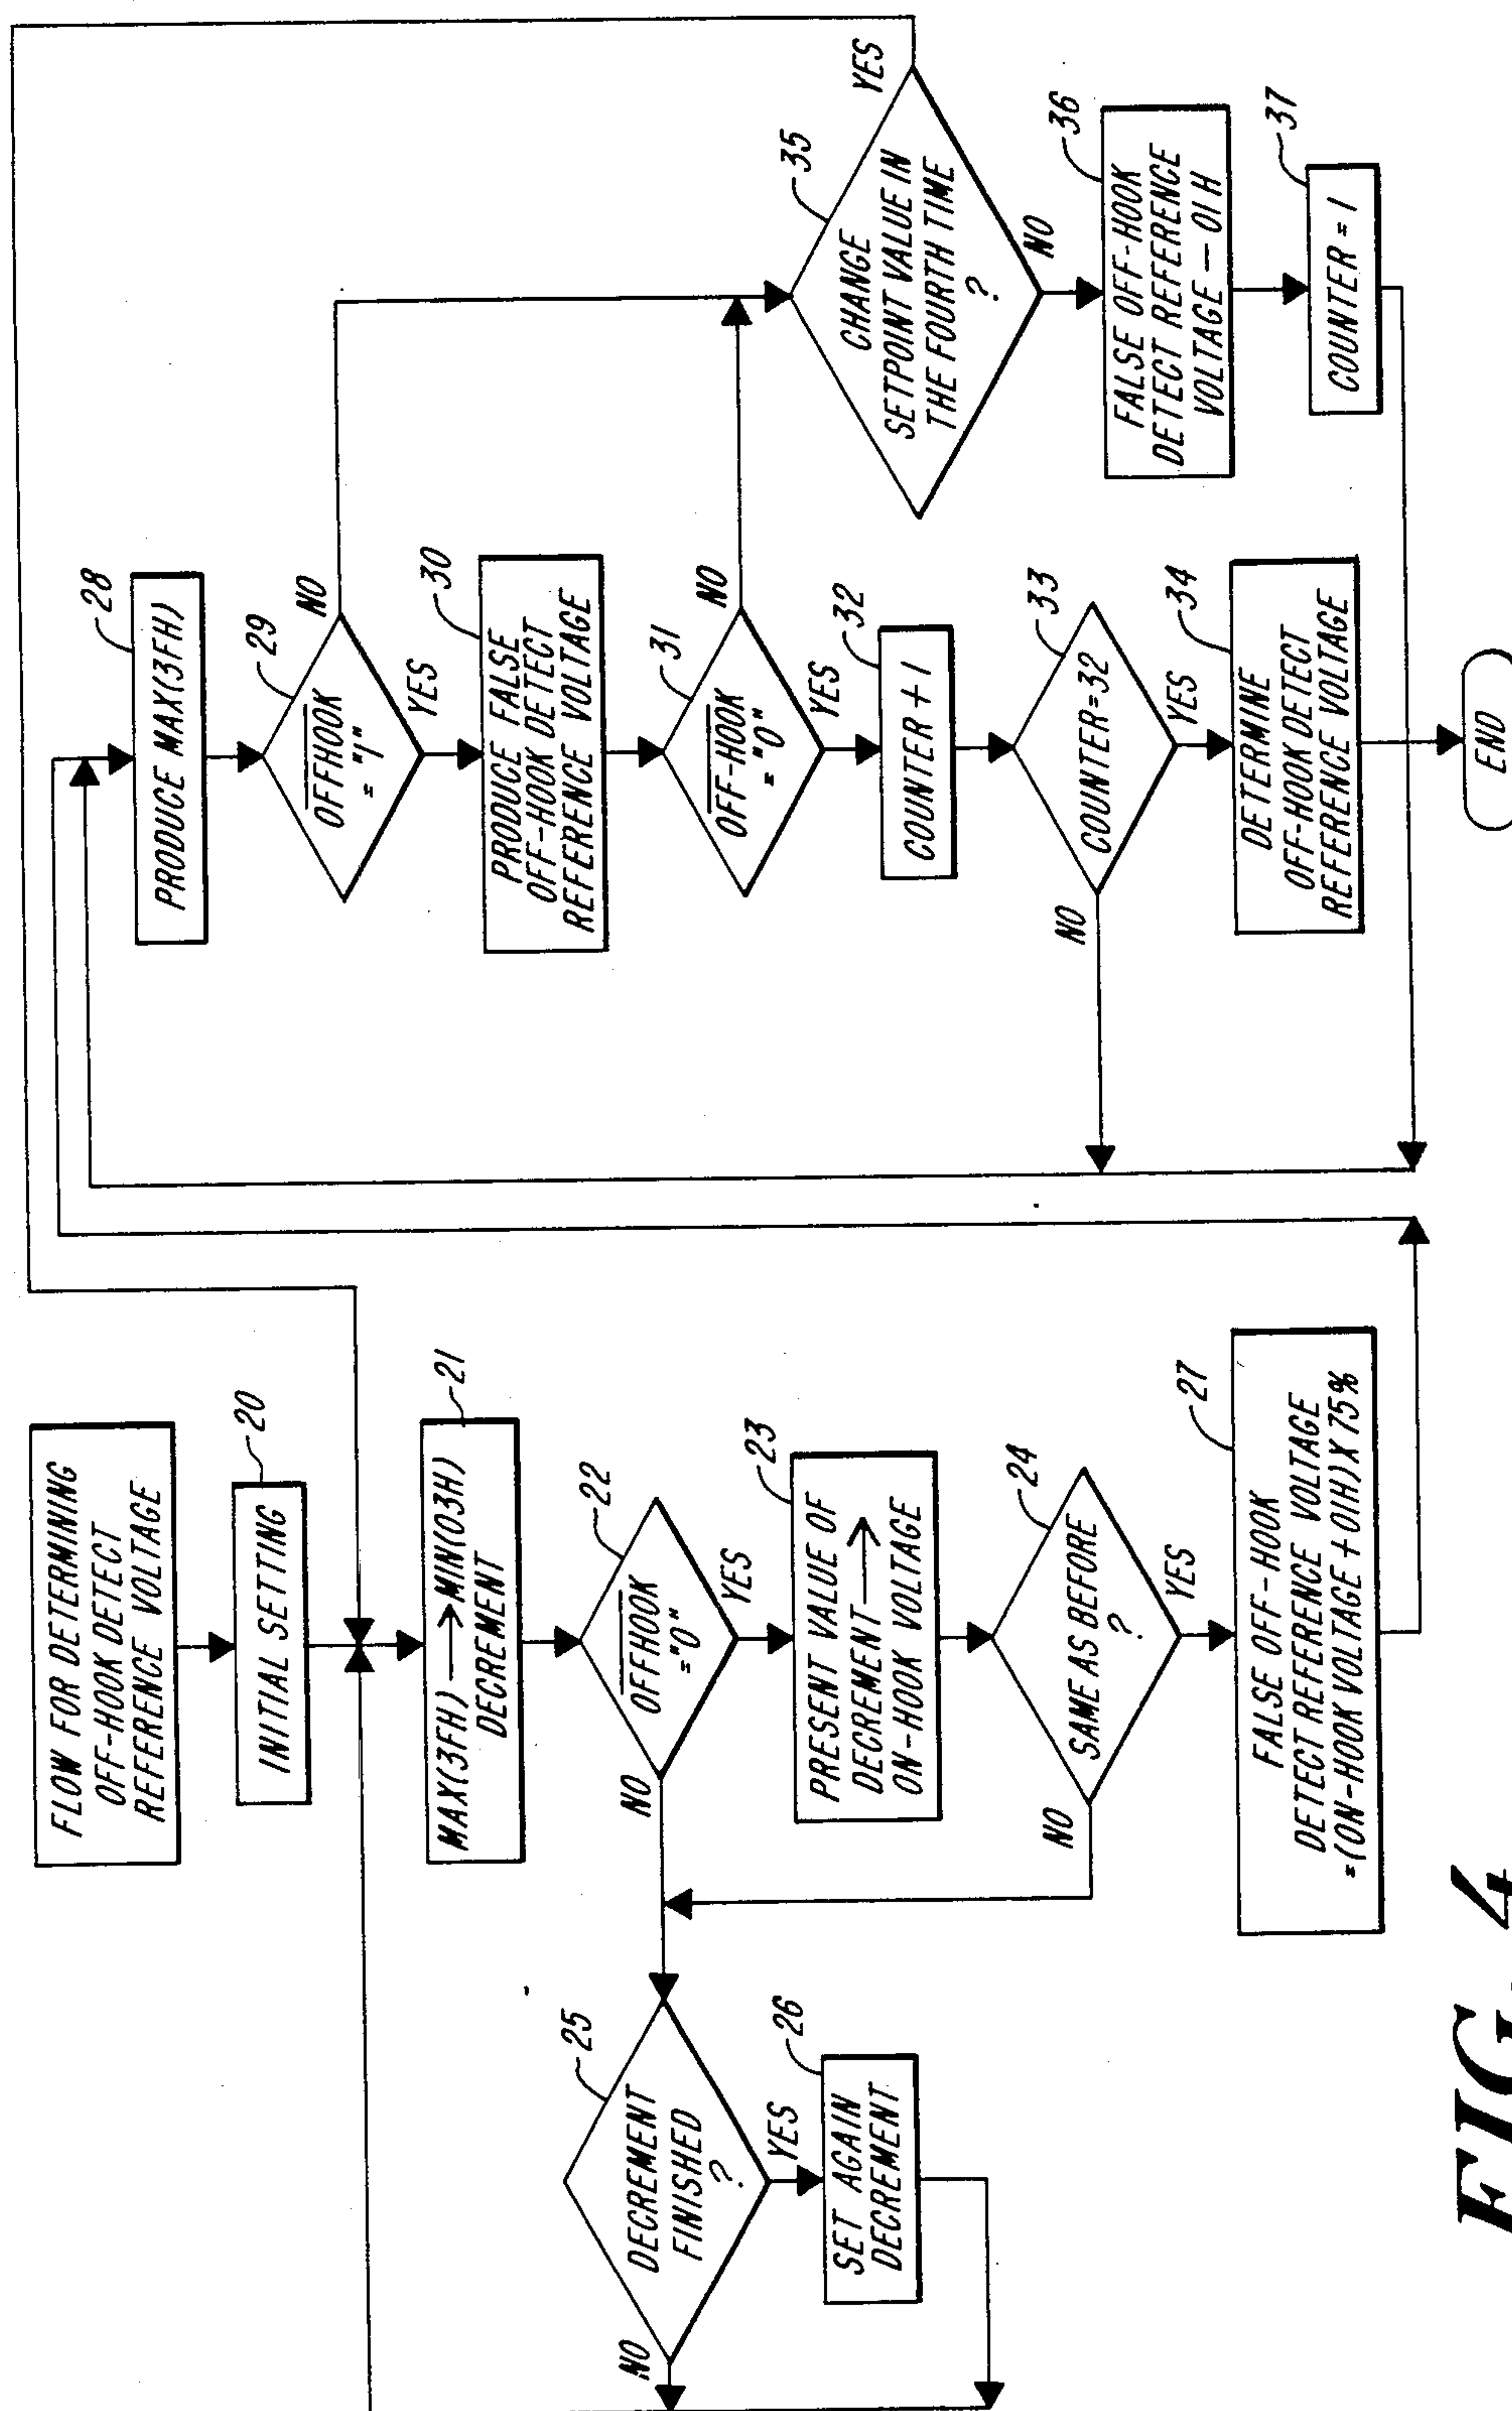 FLOW FOR DETERMINING
OFF-HOOK DETECT
REFERENCE VOLTAGE
20
INITIAL SETTING
21
MAX(3FH) → MIN(03H)
DECREMENT
22
OFFHOOK
="0"
NO
YES
23
PRESENT VALUE OF
DECREMENT →
ON-HOOK VOLTAGE
24
SAME AS BEFORE
?
NO
YES
25
DECREMENT
FINISHED
?
NO
YES
26
SET AGAIN
DECREMENT
27
FALSE OFF-HOOK
DETECT REFERENCE VOLTAGE
=(ON-HOOK VOLTAGE + 01H) X 75%
28
PRODUCE MAX(3FH)
29
OFFHOOK
= "1"
NO
YES
30
PRODUCE FALSE
OFF-HOOK DETECT
REFERENCE VOLTAGE
31
OFF-HOOK
= "0"
NO
YES
32
COUNTER + 1
33
COUNTER=32
NO
YES
34
DETERMINE
OFF-HOOK DETECT
REFERENCE VOLTAGE
END
35
CHANGE
SETPOINT VALUE IN
THE FOURTH TIME
?
YES
NO
36
FALSE OFF-HOOK
DETECT REFERENCE
VOLTAGE – 01H
37
COUNTER = 1
FIG. 4